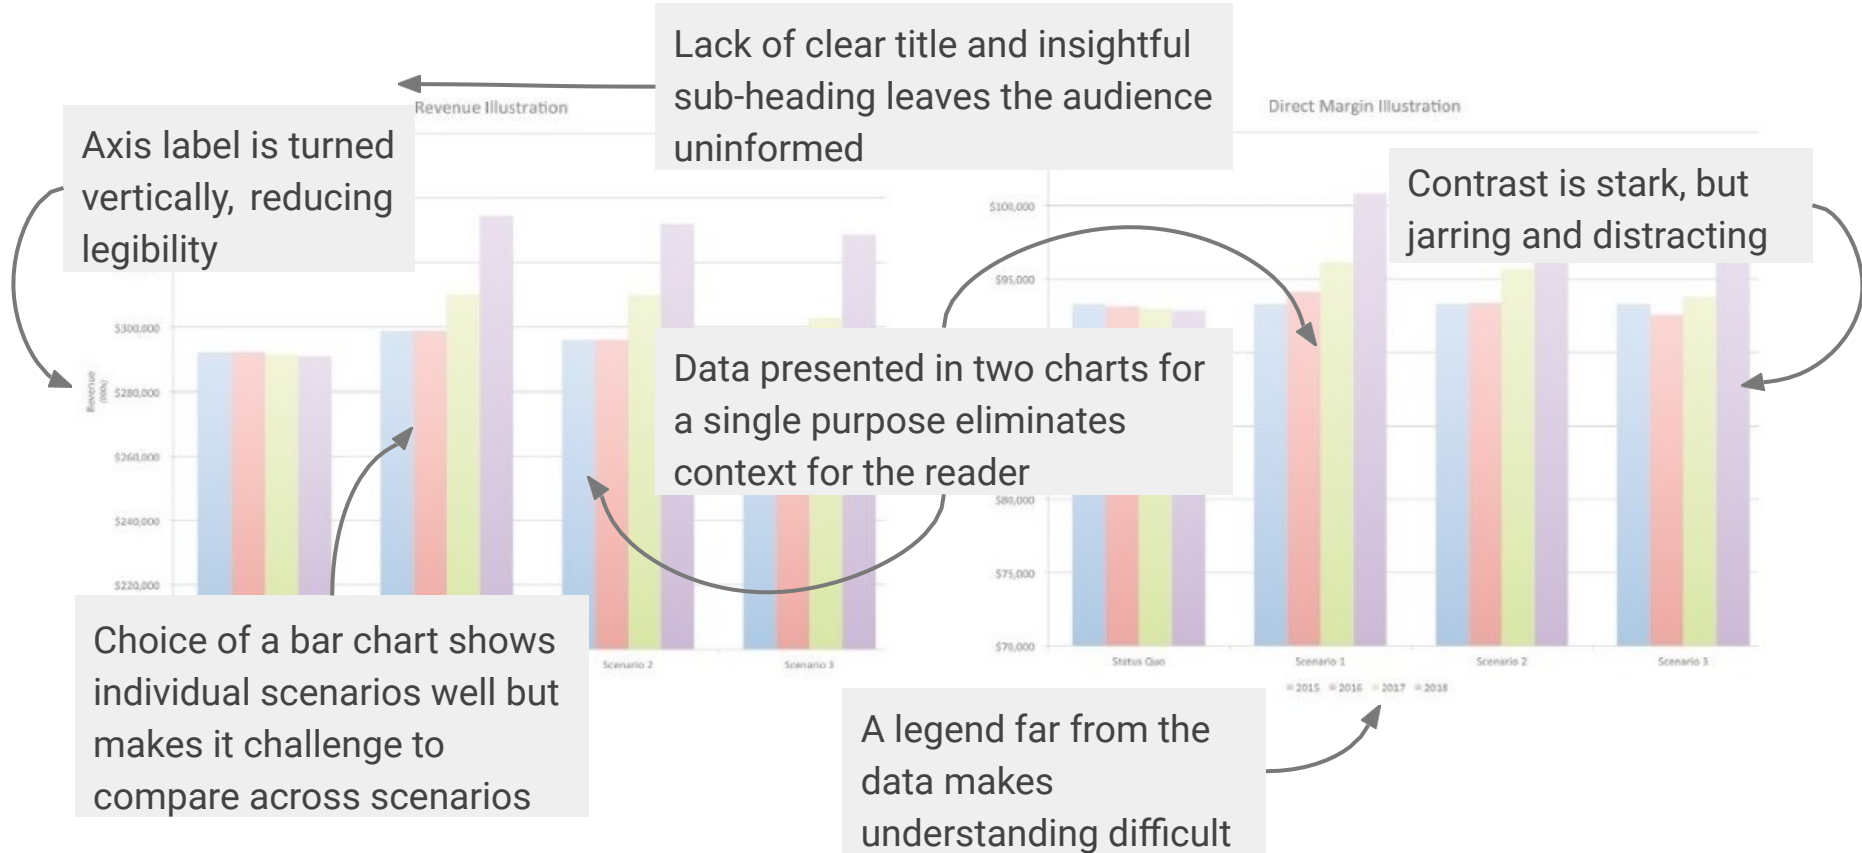 Lack of clear title and insightful
sub-heading leaves the audience
uninformed
Revenue Illustration
Direct Margin Illustration
Axis label is turned
vertically, reducing
legibility
Contrast is stark, but
jarring and distracting
$100,000
$95,000
$300,000
Revenue
(000s)
$280,000
Data presented in two charts for
a single purpose eliminates
context for the reader
$260,000
$80,000
$240,000
$220,000
$75,000
Choice of a bar chart shows
individual scenarios well but
makes it challenge to
compare across scenarios
$70,000
Scenario 2
Scenario 3
Status Quo
Scenario 1
Scenario 2
Scenario 3
2015 2016 2017 2018
A legend far from the
data makes
understanding difficult